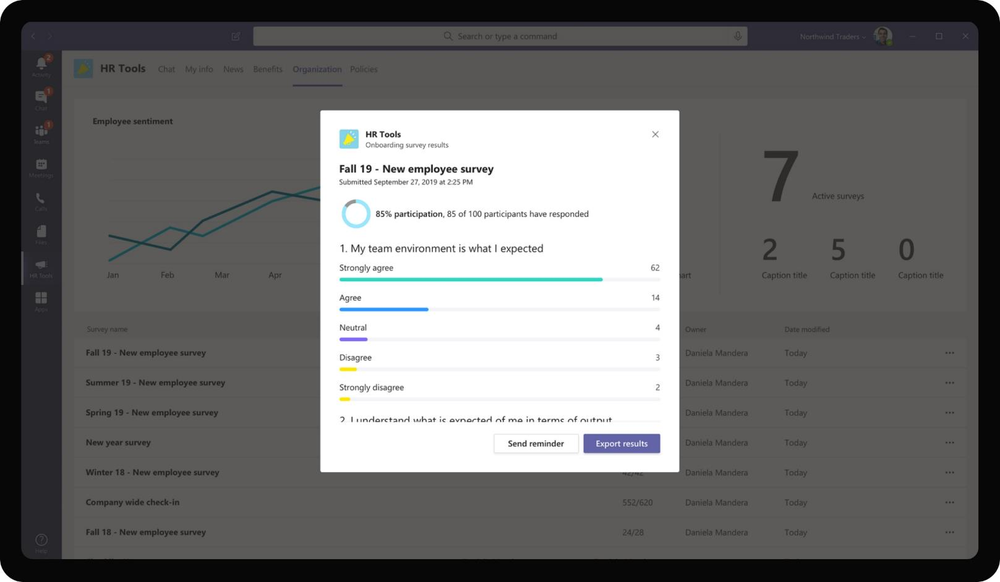 Search or type a command
Northwind Traders
2
Activity
HR Tools
Chat
My info
News
Benefits
Organization
Policies
1
Chat
1
Teams
Meetings
Calls
Files
HR Tools
Apps
Help
Employee sentiment
Jan
Feb
Mar
Apr
7
Active surveys
2
5
0
Caption title
Caption title
Caption title
HR Tools
Onboarding survey results
Fall 19 - New employee survey
Submitted September 27, 2019 at 2:25 PM
85% participation, 85 of 100 participants have responded
1. My team environment is what I expected
Strongly agree 62
Agree 14
Neutral 4
Disagree 3
Strongly disagree 2
2. I understand what is expected of me in terms of output
Send reminder
Export results
Survey name Owner Date modified
Fall 19 - New employee survey Daniela Mandera Today
Summer 19 - New employee survey Daniela Mandera Today
Spring 19 - New employee survey Daniela Mandera Today
New year survey Daniela Mandera Today
Winter 18 - New employee survey 42/42 Daniela Mandera Today
Company wide check-in 552/620 Daniela Mandera Today
Fall 18 - New employee survey 24/28 Daniela Mandera Today